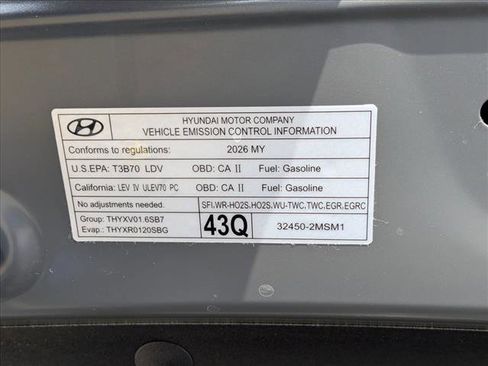 HYUNDAI MOTOR COMPANY
VEHICLE EMISSION CONTROL INFORMATION
Conforms to regulations: 2026 MY
U.S.EPA: T3B70 LDV OBD: CA II Fuel: Gasoline
California: LEV IV ULEV70 PC OBD: CA II Fuel: Gasoline
No adjustments needed. SFI.WR-HO2S.HO2S.WU-TWC.TWC.EGR.EGRC
Group: THYXV01.6SB7
Evap.: THYXR0120SBG
43Q
32450-2MSM1